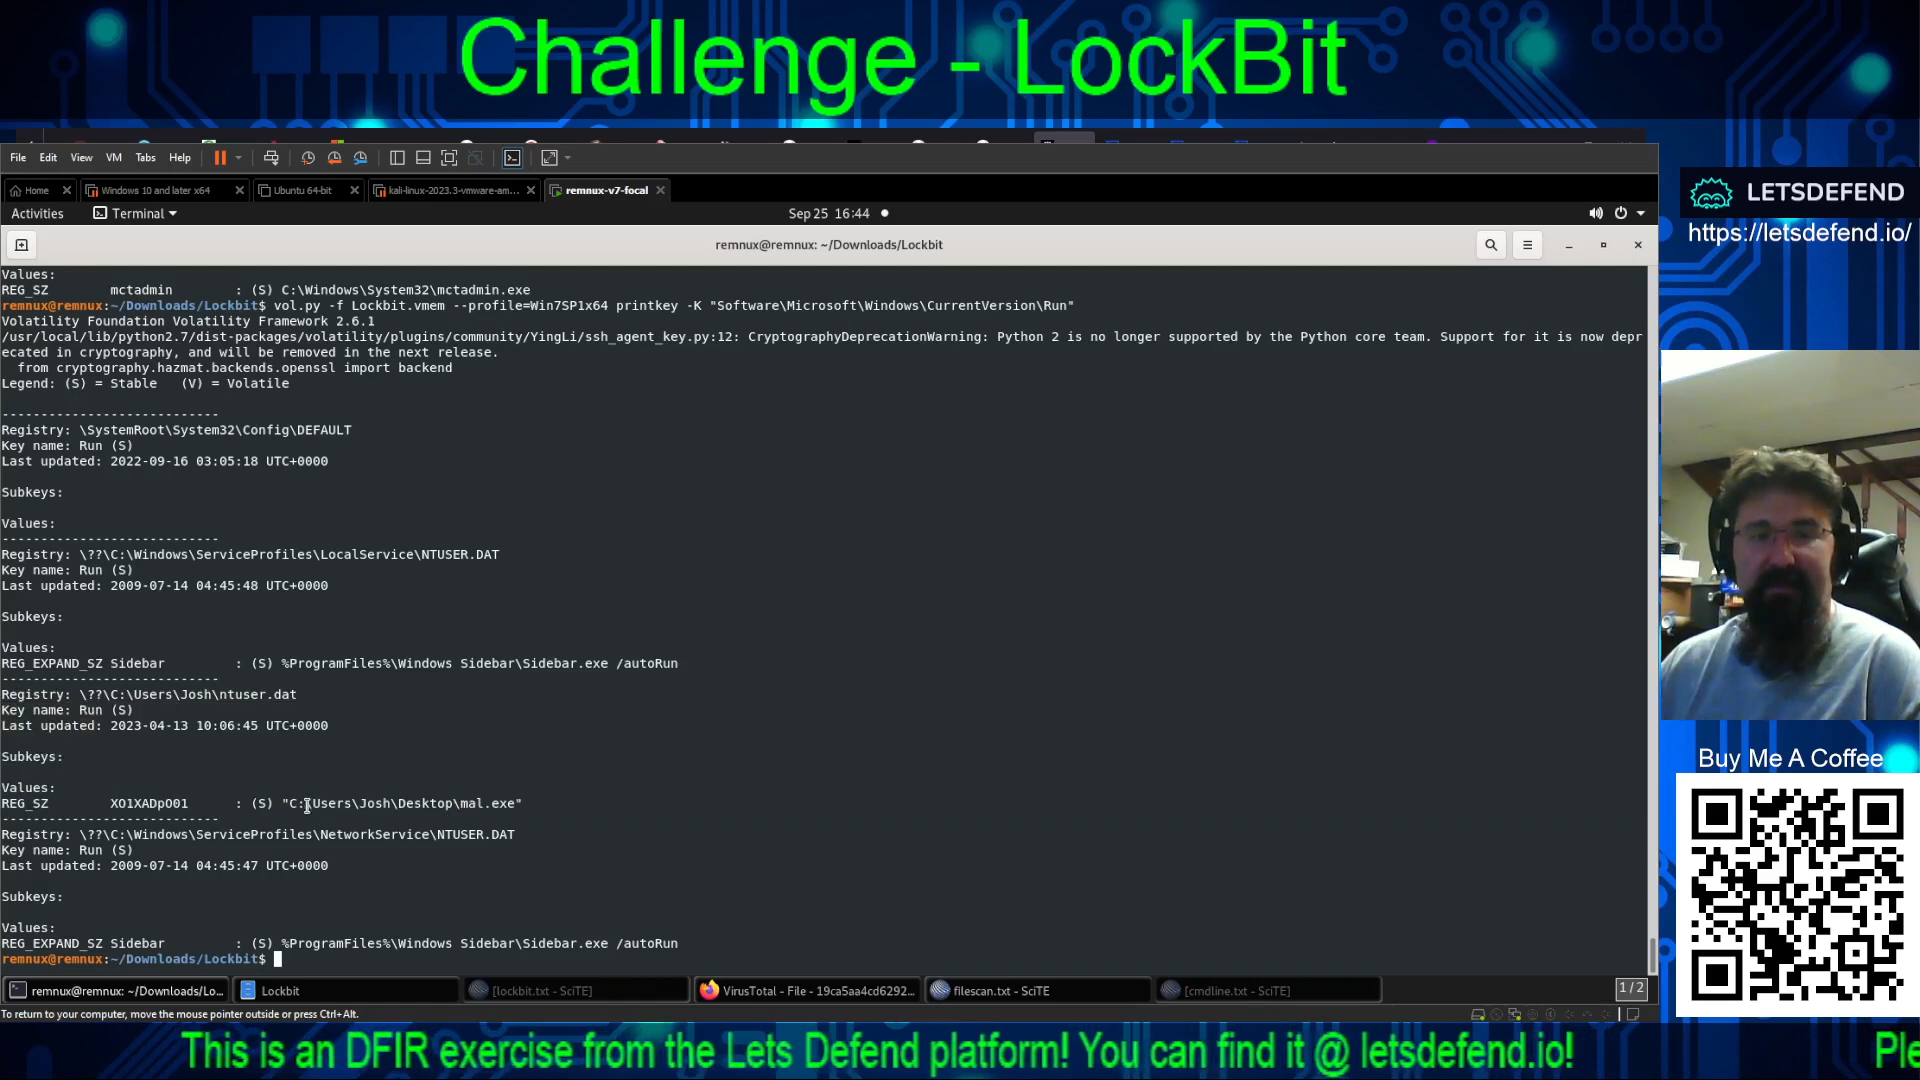 Challenge - LockBit
File Edit View VM Tabs Help
Home Windows 10 and later x64 Ubuntu 64-bit kali-linux-2023.3-vmware-am... remnux-v7-focal
Activities Terminal Sep 25 16:44
remnux@remnux: ~/Downloads/Lockbit
Values:
REG_SZ mctadmin : (S) C:\Windows\System32\mctadmin.exe
remnux@remnux:~/Downloads/Lockbit$ vol.py -f Lockbit.vmem --profile=Win7SP1x64 printkey -K "Software\Microsoft\Windows\CurrentVersion\Run"
Volatility Foundation Volatility Framework 2.6.1
/usr/local/lib/python2.7/dist-packages/volatility/plugins/community/YingLi/ssh_agent_key.py:12: CryptographyDeprecationWarning: Python 2 is no longer supported by the Python core team. Support for it is now depr
ecated in cryptography, and will be removed in the next release.
from cryptography.hazmat.backends.openssl import backend
Legend: (S) = Stable (V) = Volatile
----------------------------
Registry: \SystemRoot\System32\Config\DEFAULT
Key name: Run (S)
Last updated: 2022-09-16 03:05:18 UTC+0000
Subkeys:
Values:
----------------------------
Registry: \??\C:\Windows\ServiceProfiles\LocalService\NTUSER.DAT
Key name: Run (S)
Last updated: 2009-07-14 04:45:48 UTC+0000
Subkeys:
Values:
REG_EXPAND_SZ Sidebar : (S) %ProgramFiles%\Windows Sidebar\Sidebar.exe /autoRun
----------------------------
Registry: \??\C:\Users\Josh\ntuser.dat
Key name: Run (S)
Last updated: 2023-04-13 10:06:45 UTC+0000
Subkeys:
Values:
REG_SZ XO1XADpO01 : (S) "C:\Users\Josh\Desktop\mal.exe"
----------------------------
Registry: \??\C:\Windows\ServiceProfiles\NetworkService\NTUSER.DAT
Key name: Run (S)
Last updated: 2009-07-14 04:45:47 UTC+0000
Subkeys:
Values:
REG_EXPAND_SZ Sidebar : (S) %ProgramFiles%\Windows Sidebar\Sidebar.exe /autoRun
remnux@remnux:~/Downloads/Lockbit$
remnux@remnux: ~/Downloads/Lo... Lockbit [lockbit.txt - SciTE] VirusTotal - File - 19ca5aa4cd6292... filescan.txt - SciTE [cmdline.txt - SciTE] 1 / 2
To return to your computer, move the mouse pointer outside or press Ctrl+Alt.
LETSDEFEND
https://letsdefend.io/
Buy Me A Coffee
This is an DFIR exercise from the Lets Defend platform! You can find it @ letsdefend.io! Ple